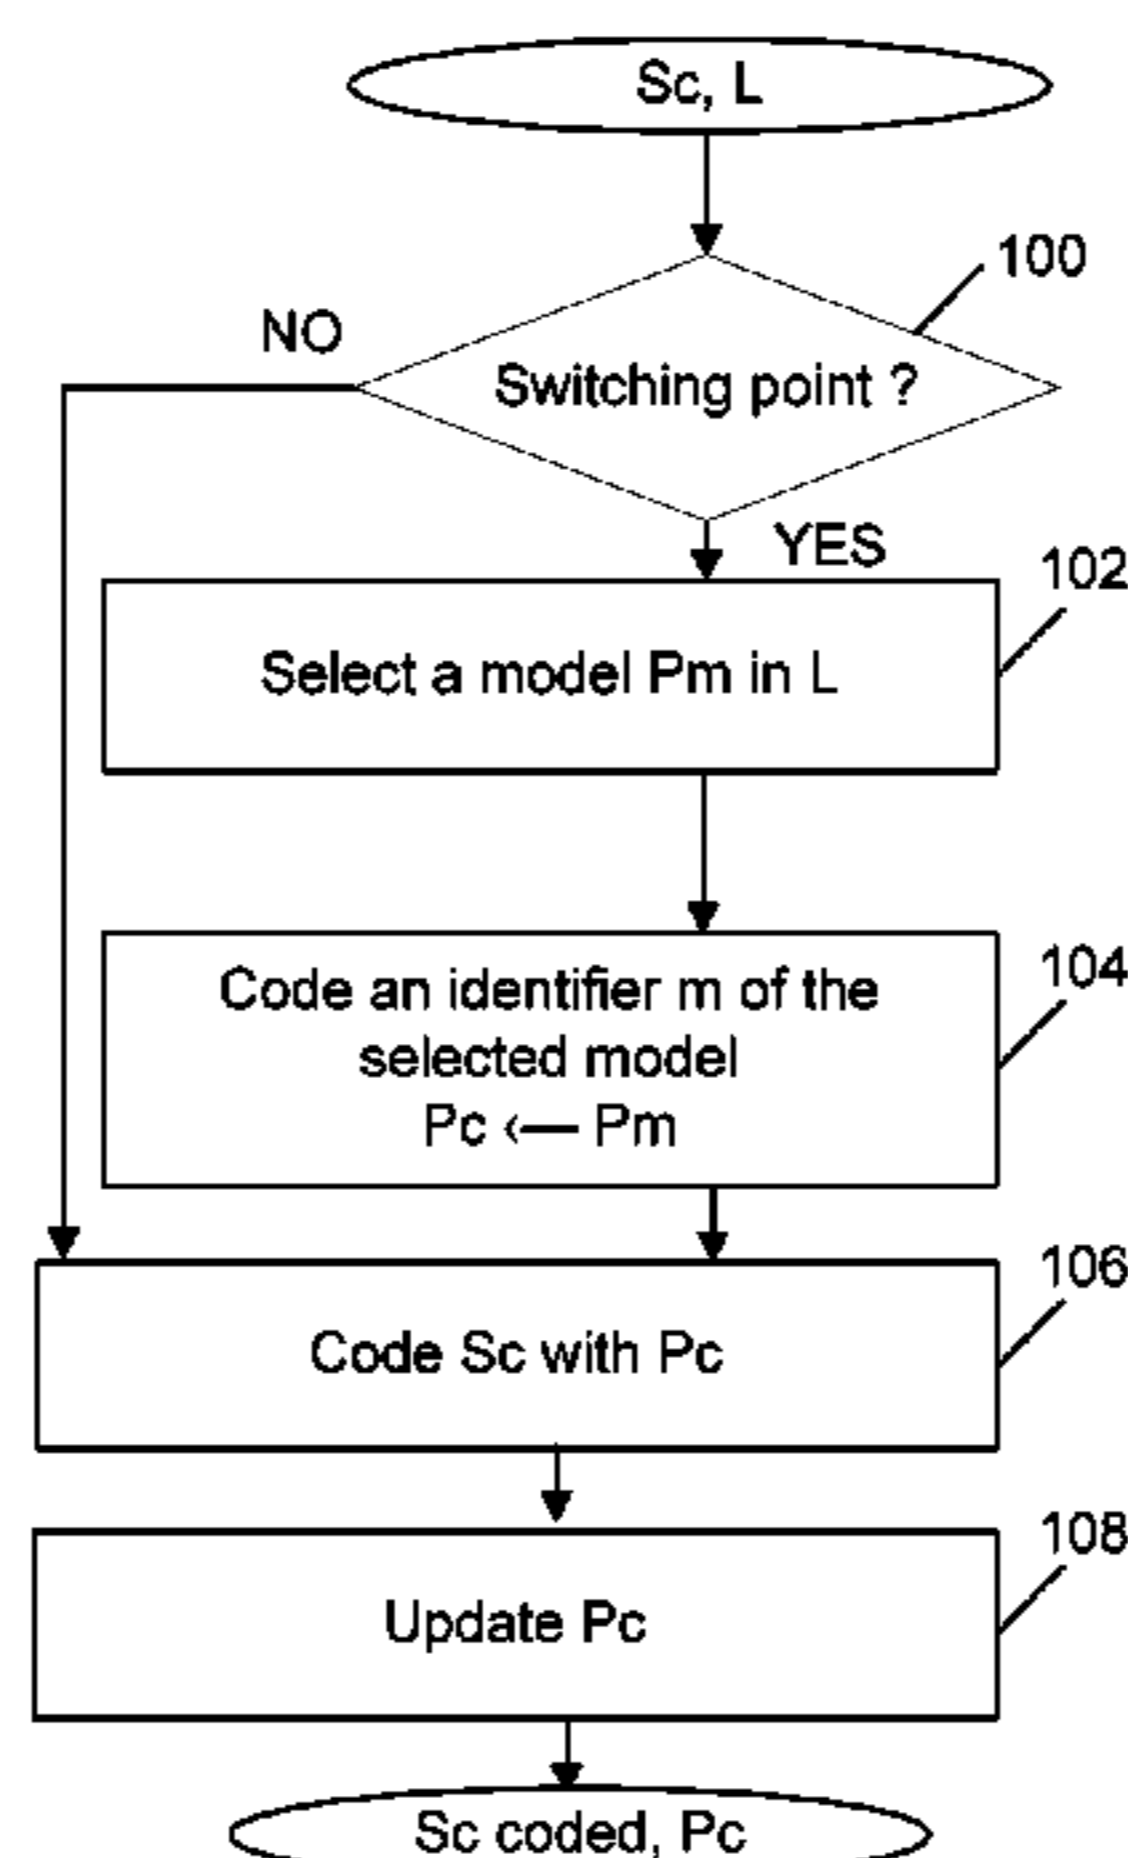 Sc, L
100
NO
Switching point ?
YES
102
Select a model Pm in L
104
Code an identifier m of the
selected model
Pc ← Pm
106
Code Sc with Pc
108
Update Pc
Sc coded, Pc